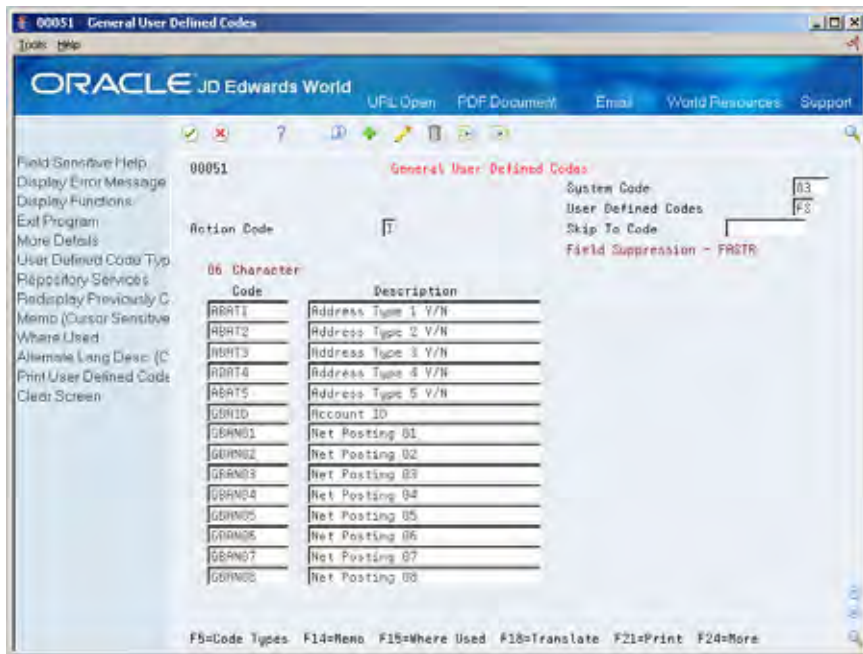 00051 General User Defined Codes
Tools Help
ORACLE JD Edwards World
URL Open PDF Document Email World Resources Support
Field Sensitive Help
Display Error Message
Display Functions
Exit Program
More Details
User Defined Code Typ
Repository Services
Redisplay Previously C
Memo (Cursor Sensitive
Where Used
Alternate Lang Desc (C
Print User Defined Code
Clear Screen
00051 General User Defined Codes
System Code 03
User Defined Codes FS
Action Code I Skip To Code
Field Suppression - FASTR
06 Character
Code Description
ABAT1 Address Type 1 Y/N
ABAT2 Address Type 2 Y/N
ABAT3 Address Type 3 Y/N
ABAT4 Address Type 4 Y/N
ABAT5 Address Type 5 Y/N
GBAID Account ID
GBAN01 Net Posting 01
GBAN02 Net Posting 02
GBAN03 Net Posting 03
GBAN04 Net Posting 04
GBAN05 Net Posting 05
GBAN06 Net Posting 06
GBAN07 Net Posting 07
GBAN08 Net Posting 08
F5=Code Types F14=Memo F15=Where Used F18=Translate F21=Print F24=More